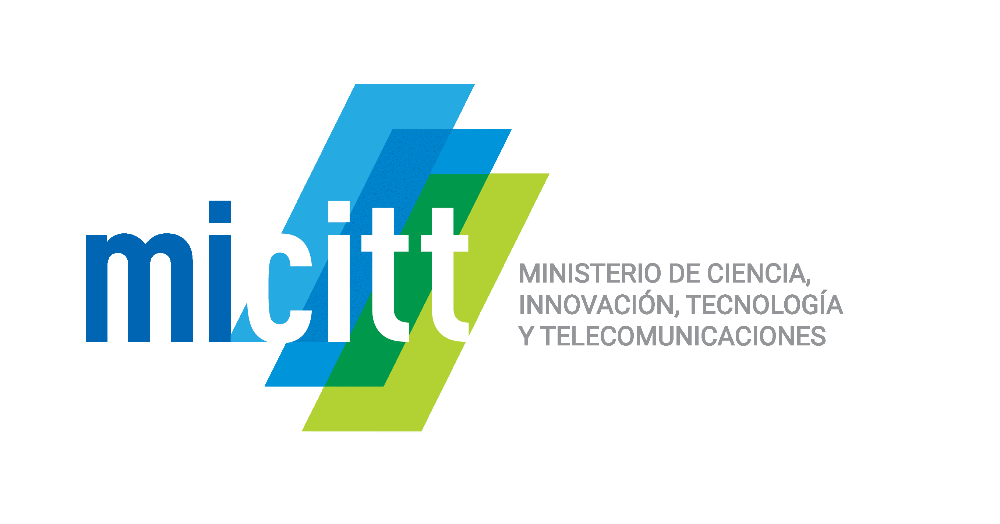 micitt
MINISTERIO DE CIENCIA,
INNOVACIÓN, TECNOLOGÍA
Y TELECOMUNICACIONES